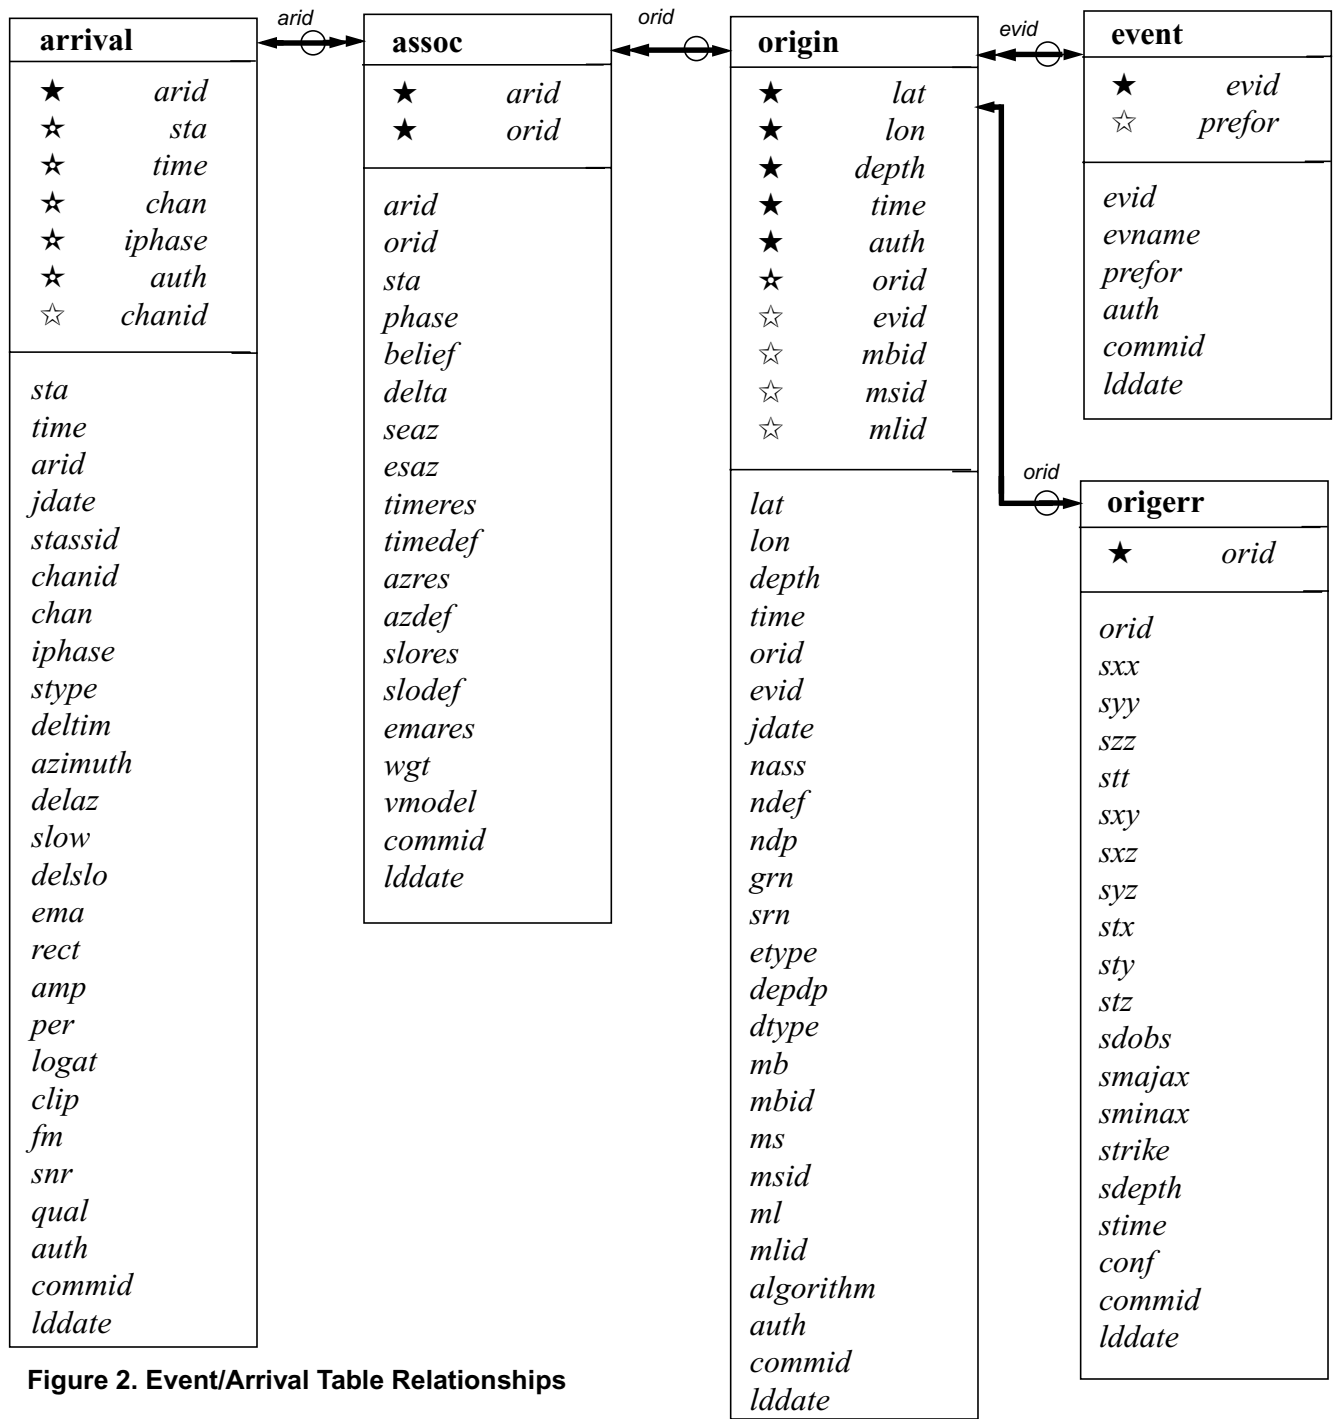 arid
orid
evid
orid
arrival
★ arid
☆ sta
☆ time
☆ chan
☆ iphase
☆ auth
☆ chanid
sta
time
arid
jdate
stassid
chanid
chan
iphase
stype
deltim
azimuth
delaz
slow
delslo
ema
rect
amp
per
logat
clip
fm
snr
qual
auth
commid
lddate
assoc
★ arid
★ orid
arid
orid
sta
phase
belief
delta
seaz
esaz
timeres
timedef
azres
azdef
slores
slodef
emares
wgt
vmodel
commid
lddate
origin
★ lat
★ lon
★ depth
★ time
★ auth
☆ orid
☆ evid
☆ mbid
☆ msid
☆ mlid
lat
lon
depth
time
orid
evid
jdate
nass
ndef
ndp
grn
srn
etype
depdp
dtype
mb
mbid
ms
msid
ml
mlid
algorithm
auth
commid
lddate
event
★ evid
☆ prefor
evid
evname
prefor
auth
commid
lddate
origerr
★ orid
orid
sxx
syy
szz
stt
sxy
sxz
syz
stx
sty
stz
sdobs
smajax
sminax
strike
sdepth
stime
conf
commid
lddate
Figure 2. Event/Arrival Table Relationships